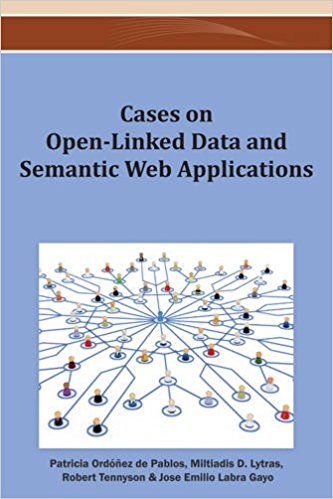 Cases on
Open-Linked Data and
Semantic Web Applications
Patricia Ordóñez de Pablos, Miltiadis D. Lytras,
Robert Tennyson & Jose Emilio Labra Gayo